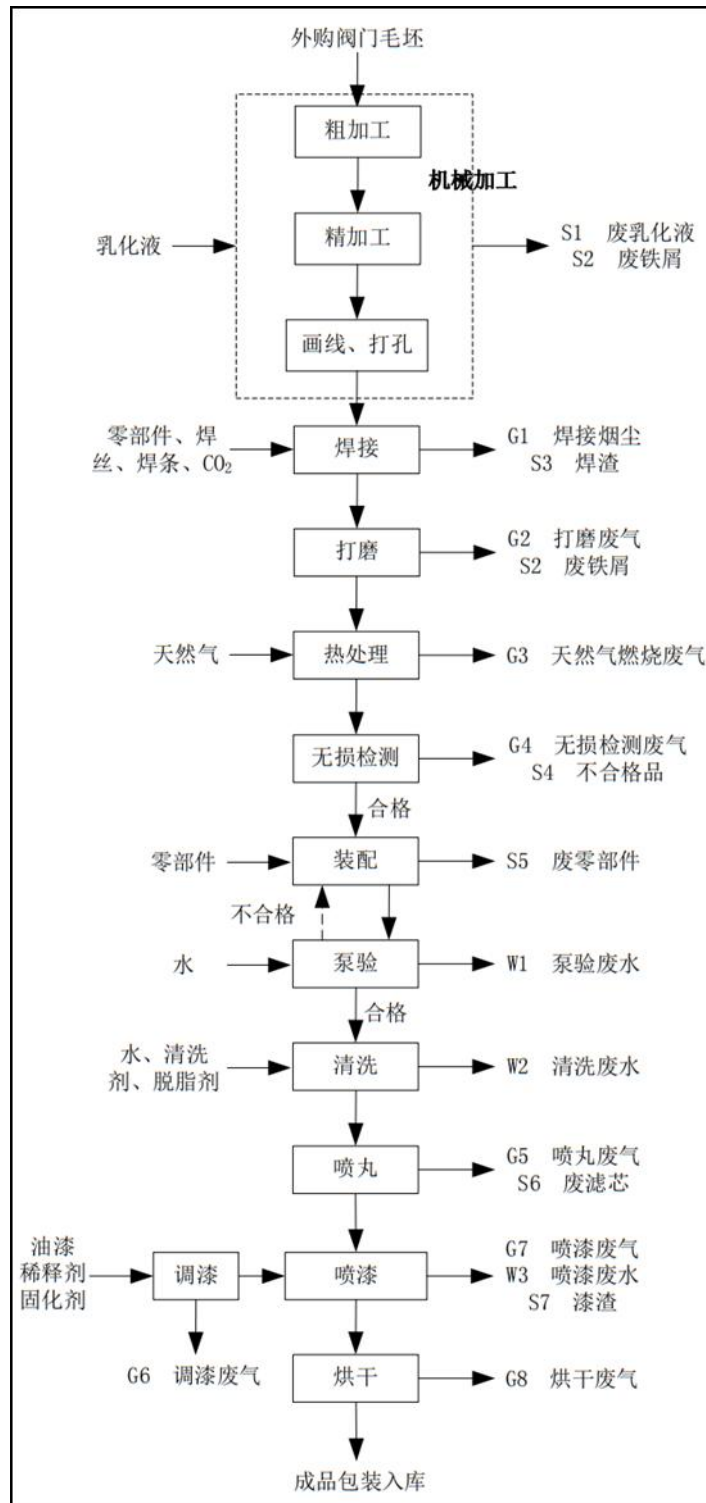 外购阀门毛坯
粗加工
机械加工
精加工
乳化液
S1 废乳化液
S2 废铁屑
画线、打孔
零部件、焊
丝、焊条、CO₂
焊接
G1 焊接烟尘
S3 焊渣
打磨
G2 打磨废气
S2 废铁屑
天然气
热处理
G3 天然气燃烧废气
无损检测
G4 无损检测废气
S4 不合格品
合格
零部件
装配
S5 废零部件
不合格
水
泵验
W1 泵验废水
合格
水、清洗
剂、脱脂剂
清洗
W2 清洗废水
喷丸
G5 喷丸废气
S6 废滤芯
油漆
稀释剂
固化剂
调漆
喷漆
G7 喷漆废气
W3 喷漆废水
S7 漆渣
G6 调漆废气
烘干
G8 烘干废气
成品包装入库